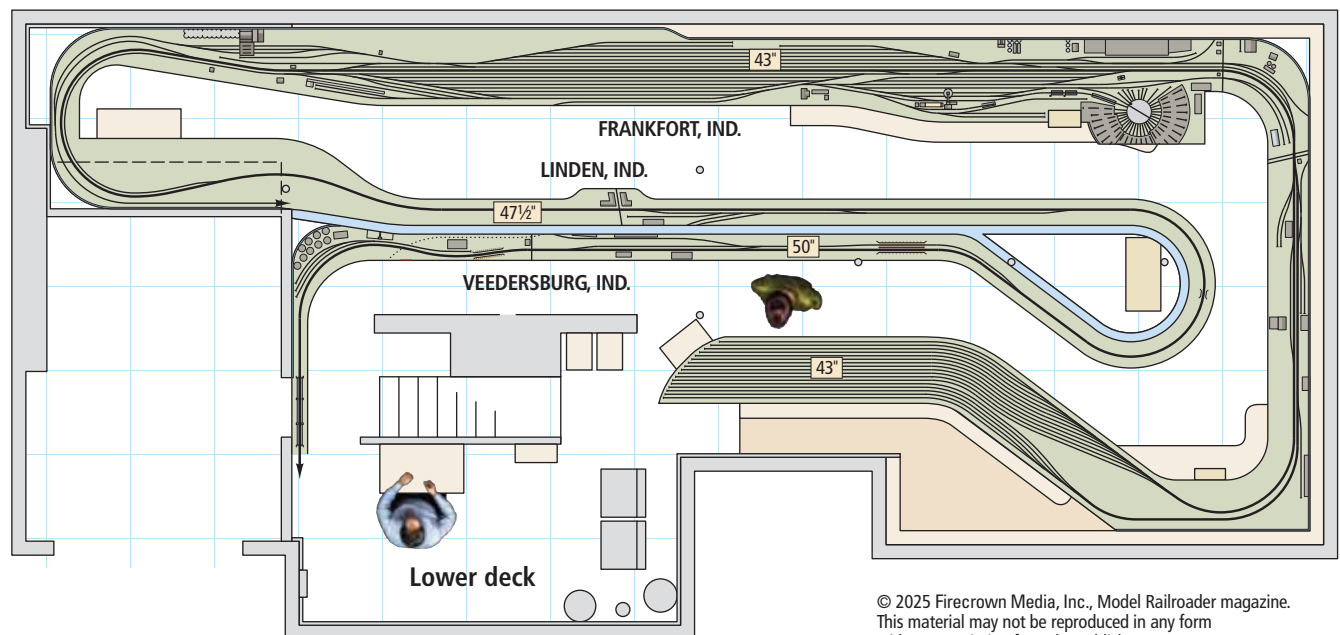 43"
FRANKFORT, IND.
LINDEN, IND.
47½"
50"
VEEDERSBURG, IND.
43"
Lower deck
© 2025 Firecrown Media, Inc., Model Railroader magazine.
This material may not be reproduced in any form